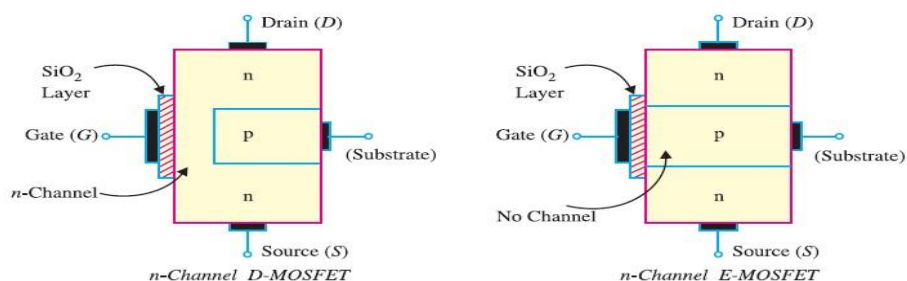 Drain (D)
SiO2
Layer
n
p
Gate (G)
(Substrate)
n-Channel
n
Source (S)
n-Channel D-MOSFET
Drain (D)
SiO2
Layer
n
p
Gate (G)
(Substrate)
No Channel
n
Source (S)
n-Channel E-MOSFET